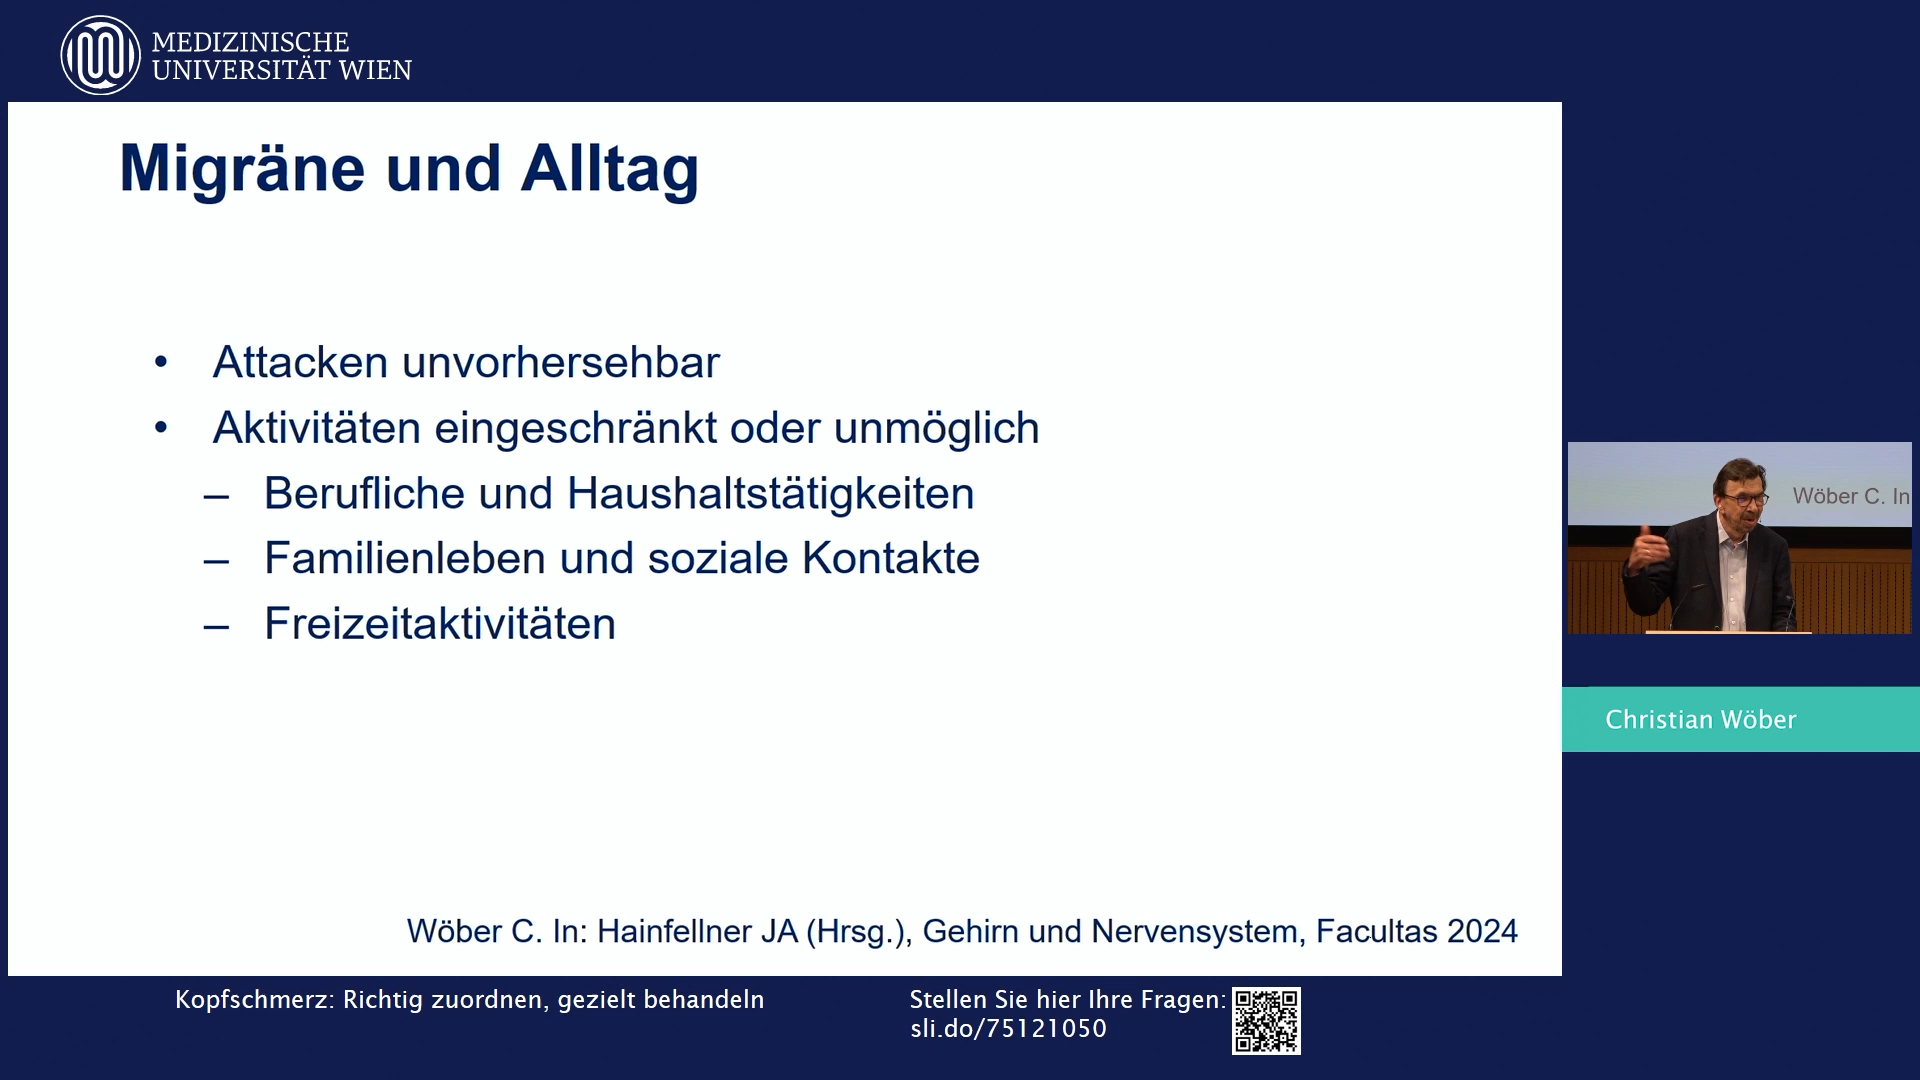 MEDIZINISCHE
UNIVERSITÄT WIEN
Migräne und Alltag
• Attacken unvorhersehbar
• Aktivitäten eingeschränkt oder unmöglich
– Berufliche und Haushaltstätigkeiten
– Familienleben und soziale Kontakte
– Freizeitaktivitäten
Wöber C. In: Hainfellner JA (Hrsg.), Gehirn und Nervensystem, Facultas 2024
Wöber C. In
Christian Wöber
Kopfschmerz: Richtig zuordnen, gezielt behandeln
Stellen Sie hier Ihre Fragen:
sli.do/75121050